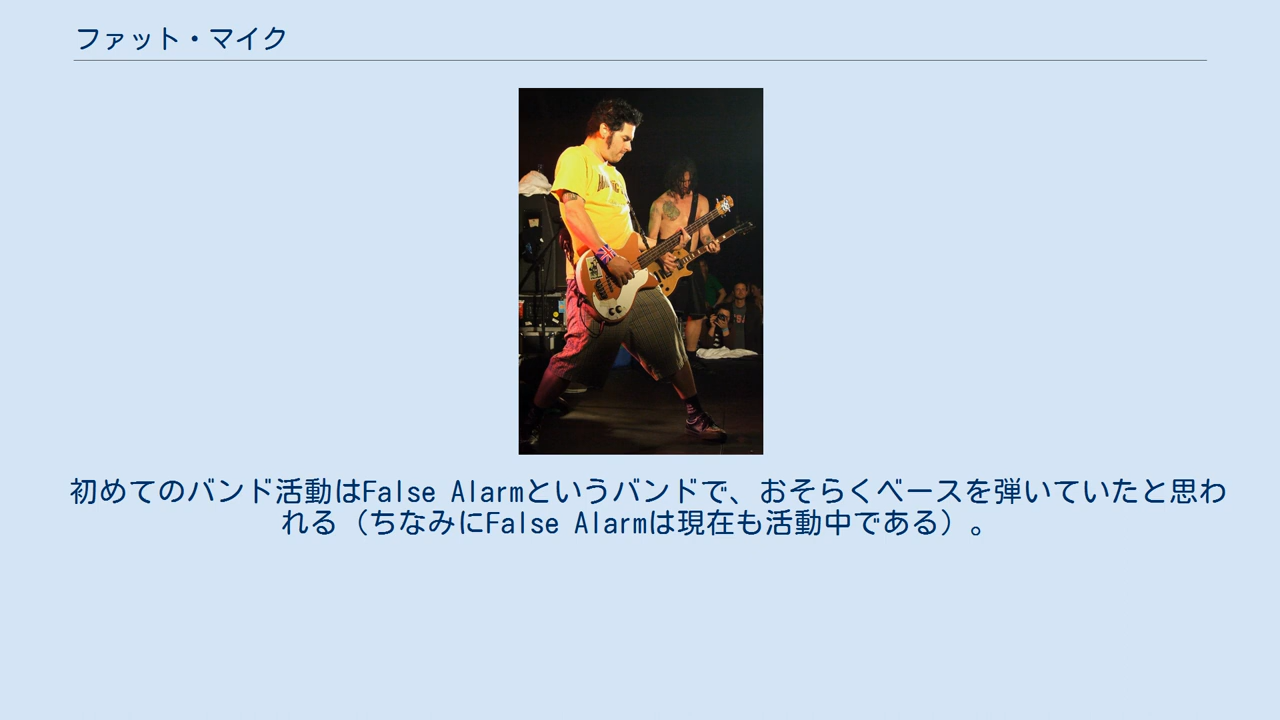 ファット・マイク
初めてのバンド活動はFalse Alarmというバンドで、おそらくベースを弾いていたと思わ
れる（ちなみにFalse Alarmは現在も活動中である）。